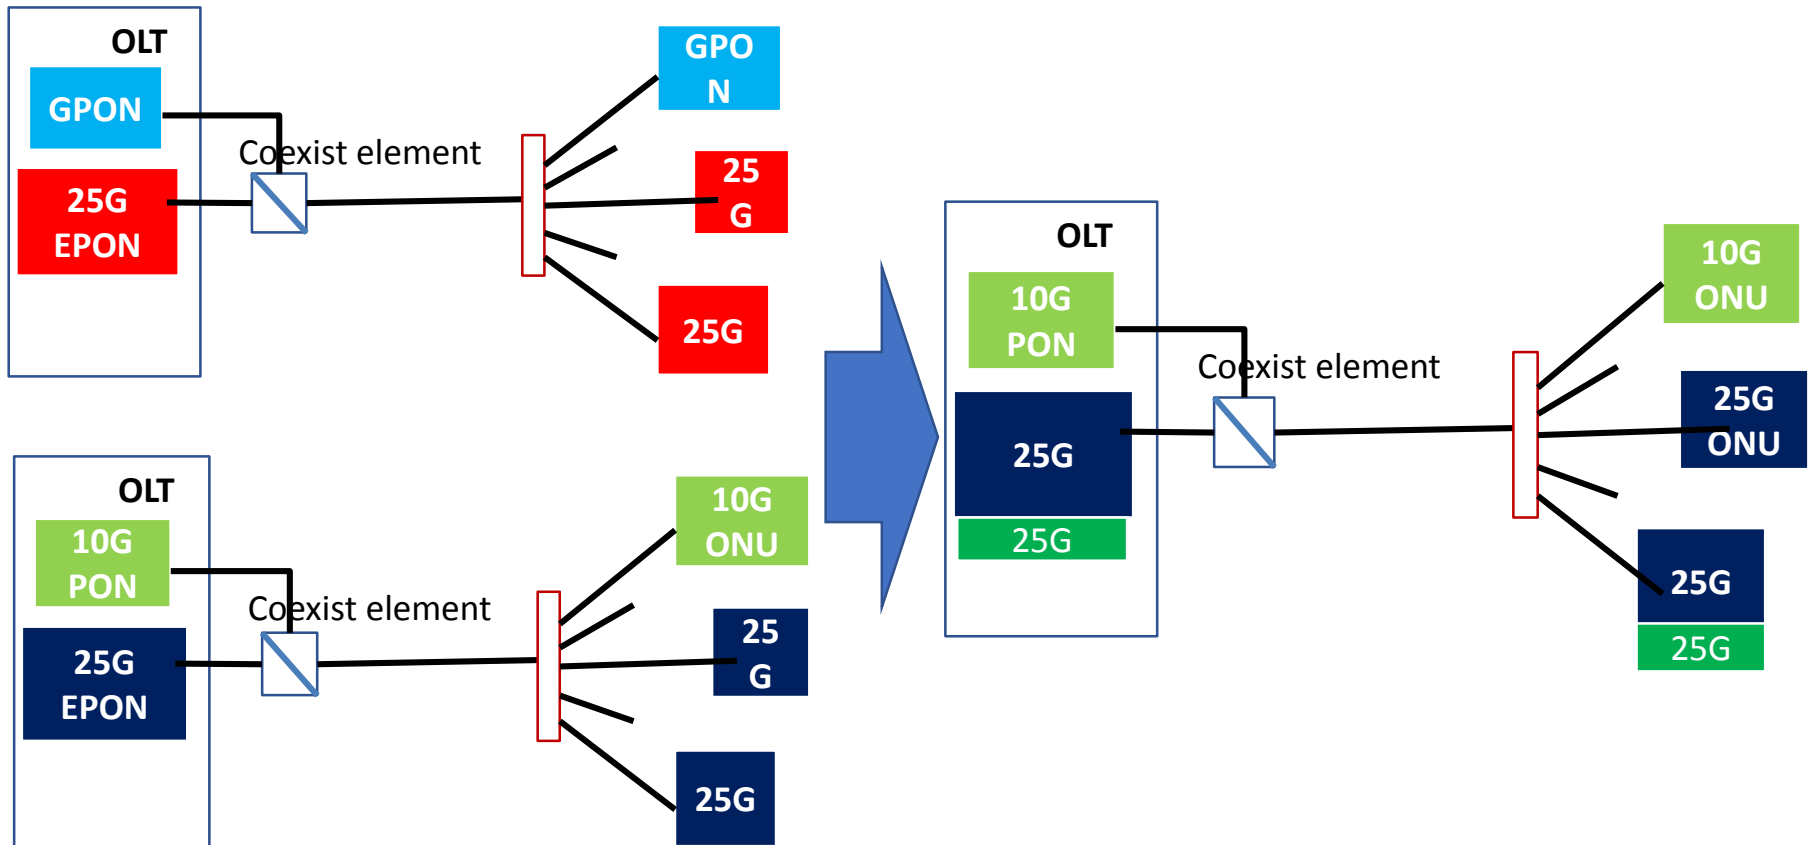 OLT
GPON
25G
EPON
Coexist element
GPO
N
25
G
25G
OLT
10G
PON
25G
EPON
Coexist element
10G
ONU
25
G
25G
OLT
10G
PON
25G
25G
Coexist element
10G
ONU
25G
ONU
25G
25G